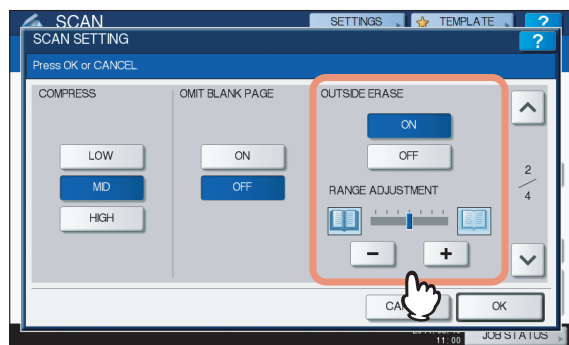 SCAN
SETTINGS
TEMPLATE
?
SCAN SETTING
?
Press OK or CANCEL.
COMPRESS
OMIT BLANK PAGE
OUTSIDE ERASE
ON
LOW
ON
OFF
2
MID
OFF
RANGE ADJUSTMENT
4
HIGH
−
+
OK
11:00
JOB STATUS